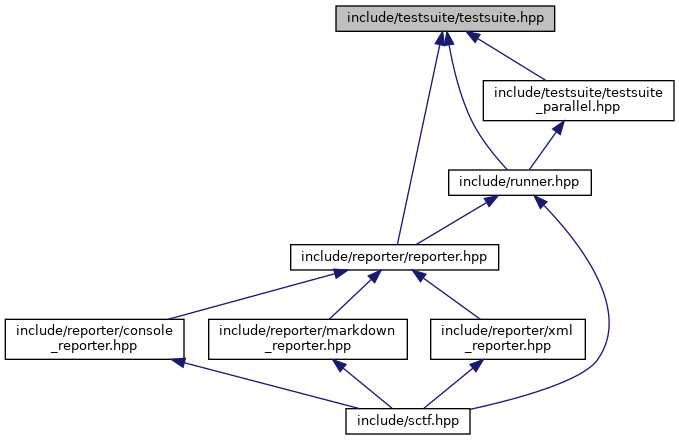 include/testsuite/testsuite.hpp
include/testsuite/testsuite
_parallel.hpp
include/runner.hpp
include/reporter/reporter.hpp
include/reporter/console
_reporter.hpp
include/reporter/markdown
_reporter.hpp
include/reporter/xml
_reporter.hpp
include/sctf.hpp